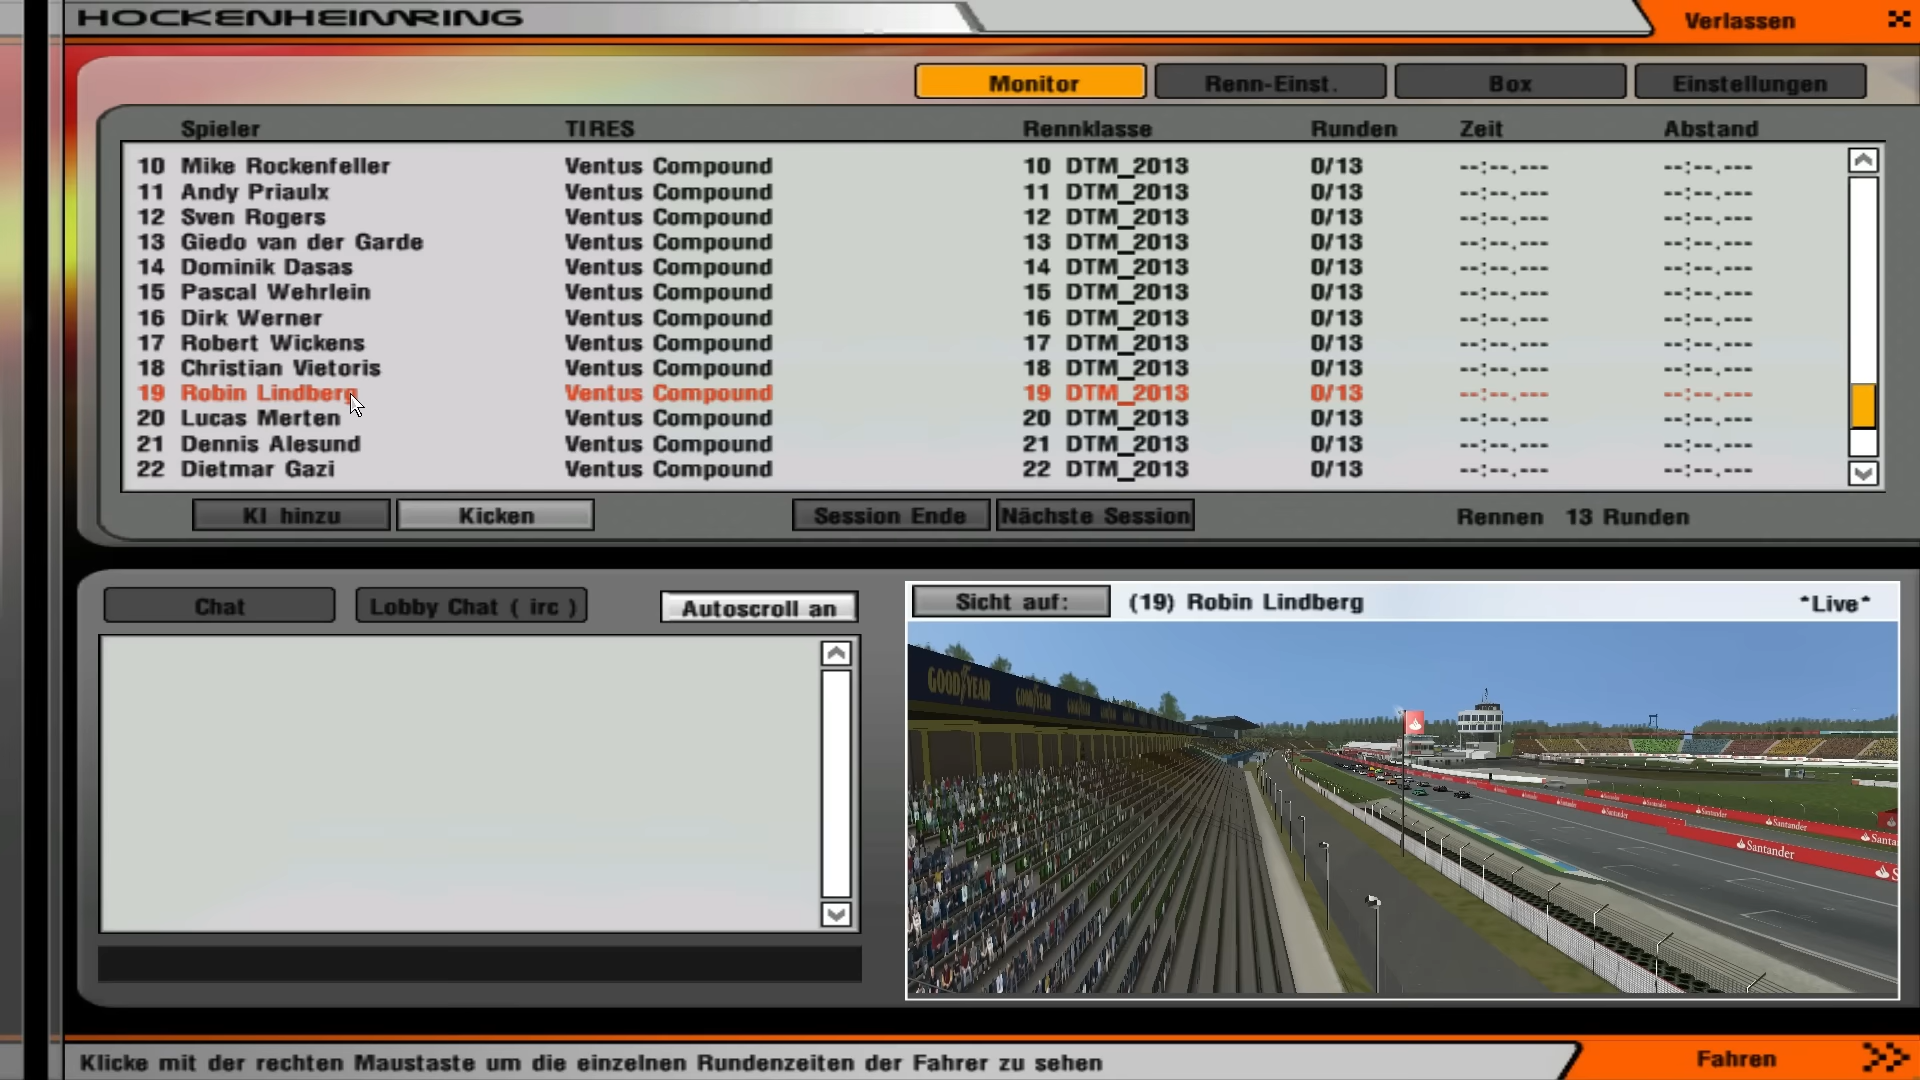 HOCKENHEIMRING
Verlassen
Monitor Renn-Einst. Box Einstellungen
Spieler TIRES Rennklasse Runden Zeit Abstand
10 Mike Rockenfeller Ventus Compound 10 DTM_2013 0/13 --:--.--- --:--.---
11 Andy Priaulx Ventus Compound 11 DTM_2013 0/13 --:--.--- --:--.---
12 Sven Rogers Ventus Compound 12 DTM_2013 0/13 --:--.--- --:--.---
13 Giedo van der Garde Ventus Compound 13 DTM_2013 0/13 --:--.--- --:--.---
14 Dominik Dasas Ventus Compound 14 DTM_2013 0/13 --:--.--- --:--.---
15 Pascal Wehrlein Ventus Compound 15 DTM_2013 0/13 --:--.--- --:--.---
16 Dirk Werner Ventus Compound 16 DTM_2013 0/13 --:--.--- --:--.---
17 Robert Wickens Ventus Compound 17 DTM_2013 0/13 --:--.--- --:--.---
18 Christian Vietoris Ventus Compound 18 DTM_2013 0/13 --:--.--- --:--.---
19 Robin Lindberg Ventus Compound 19 DTM_2013 0/13 --:--.--- --:--.---
20 Lucas Merten Ventus Compound 20 DTM_2013 0/13 --:--.--- --:--.---
21 Dennis Alesund Ventus Compound 21 DTM_2013 0/13 --:--.--- --:--.---
22 Dietmar Gazi Ventus Compound 22 DTM_2013 0/13 --:--.--- --:--.---
KI hinzu Kicken Session Ende Nächste Session Rennen 13 Runden
Chat Lobby Chat ( irc ) Autoscroll an
Sicht auf: (19) Robin Lindberg *Live*
GOODYEAR GOODYEAR GOODYEAR
Santander Santander Santander
Santander
Klicke mit der rechten Maustaste um die einzelnen Rundenzeiten der Fahrer zu sehen
Fahren